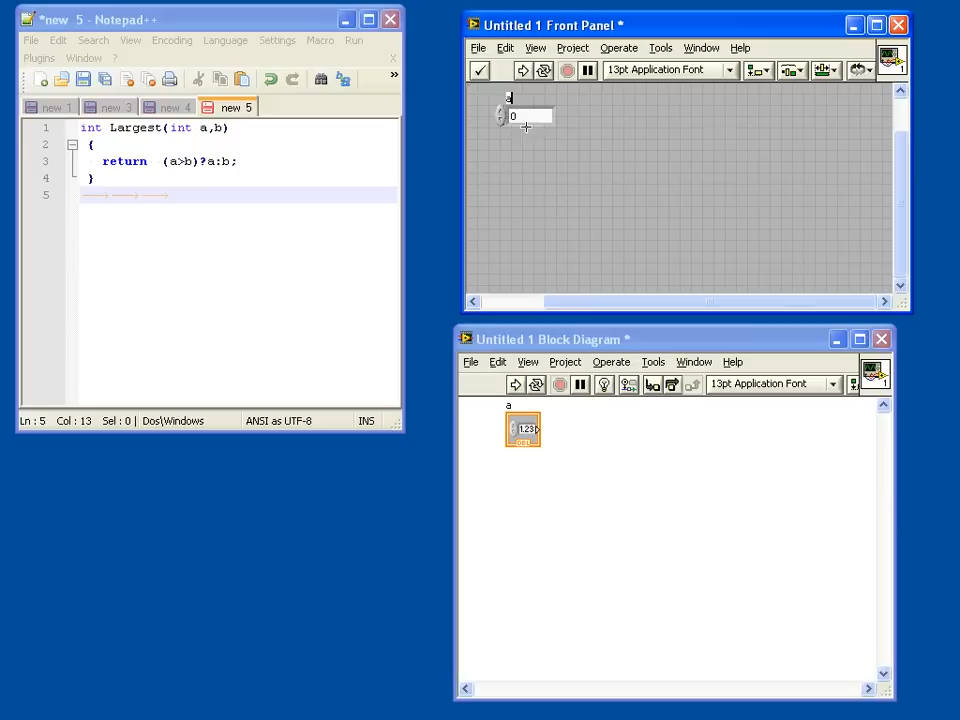 *new  5 - Notepad++
File Edit Search View Encoding Language Settings Macro Run
Plugins Window ? X
»
new 1 new 3 new 4 new 5
1 int Largest(int a,b)
2 {
3 return (a>b)?a:b;
4 }
5
Ln : 5 Col : 13 Sel : 0 Dos\Windows ANSI as UTF-8 INS
Untitled 1 Front Panel *
File Edit View Project Operate Tools Window Help
13pt Application Font
1
a
0
Untitled 1 Block Diagram *
File Edit View Project Operate Tools Window Help
13pt Application Font
1
a
1.23
DBL